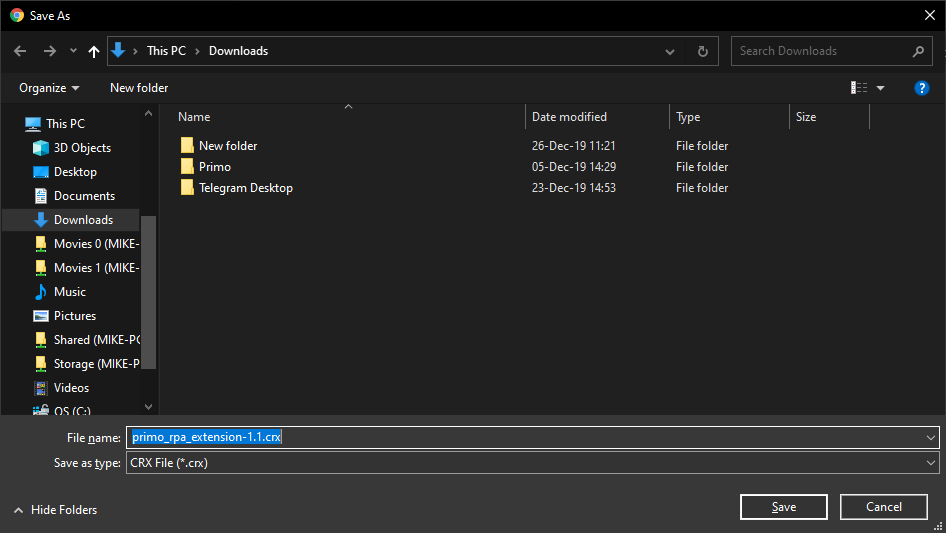 Save As
This PC > Downloads
Search Downloads
Organize
New folder
?
Name Date modified Type Size
New folder 26-Dec-19 11:21 File folder
Primo 05-Dec-19 14:29 File folder
Telegram Desktop 23-Dec-19 14:53 File folder
This PC
3D Objects
Desktop
Documents
Downloads
Movies 0 (MIKE-
Movies 1 (MIKE-
Music
Pictures
Shared (MIKE-PC
Storage (MIKE-P
Videos
OS (C:)
File name: primo_rpa_extension-1.1.crx
Save as type: CRX File (*.crx)
Hide Folders
Save
Cancel